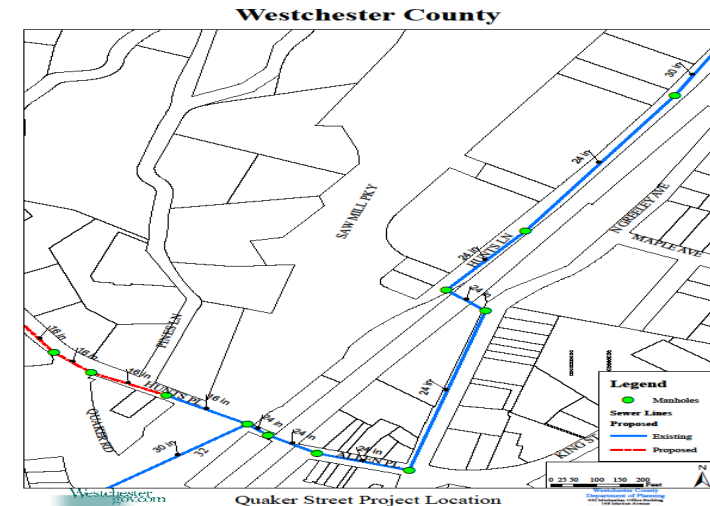 Westchester County
30 in
24 in
N GREELEY AVE
SAW MILL PKY
HUNTS LN
24 in
MAPLE AVE
24 in
16 in
16 in
PINES LN
16 in
HUNTS PL
16 in
24 in
QUAKER RD
24 in
24 in
24 in
ALLEN PL
30 in
32
KING ST
Legend
Manholes
Sewer Lines
Proposed
Existing
Proposed
0 25 50 100 150 200
Feet
N
Westchester County
Department of Planning
Westchester
gov.com
Quaker Street Project Location